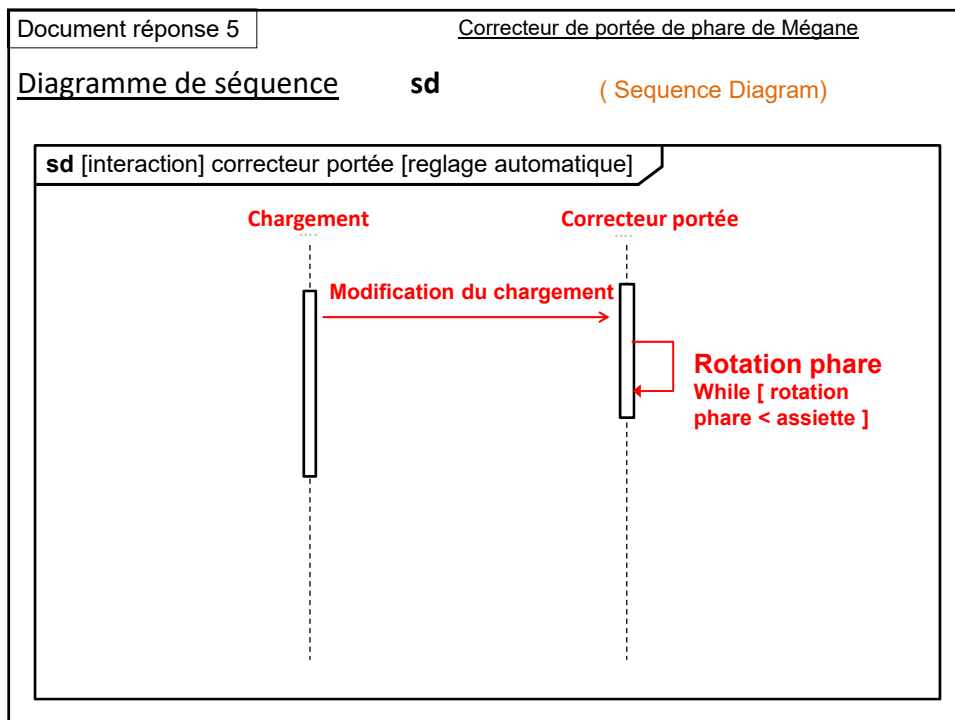 Document réponse 5
Correcteur de portée de phare de Mégane
Diagramme de séquence sd ( Sequence Diagram)
sd [interaction] correcteur portée [reglage automatique]
Chargement
Correcteur portée
Modification du chargement
Rotation phare
While [ rotation
phare < assiette ]